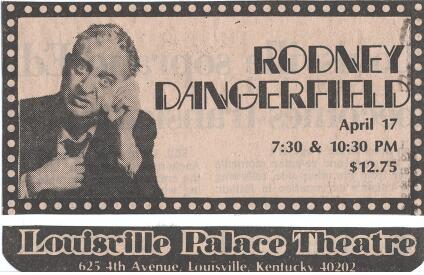 RODNEY
DANGERFIELD
April 17
7:30 & 10:30 PM
$12.75
Louisville Palace Theatre
625 4th Avenue, Louisville, Kentucky 40202